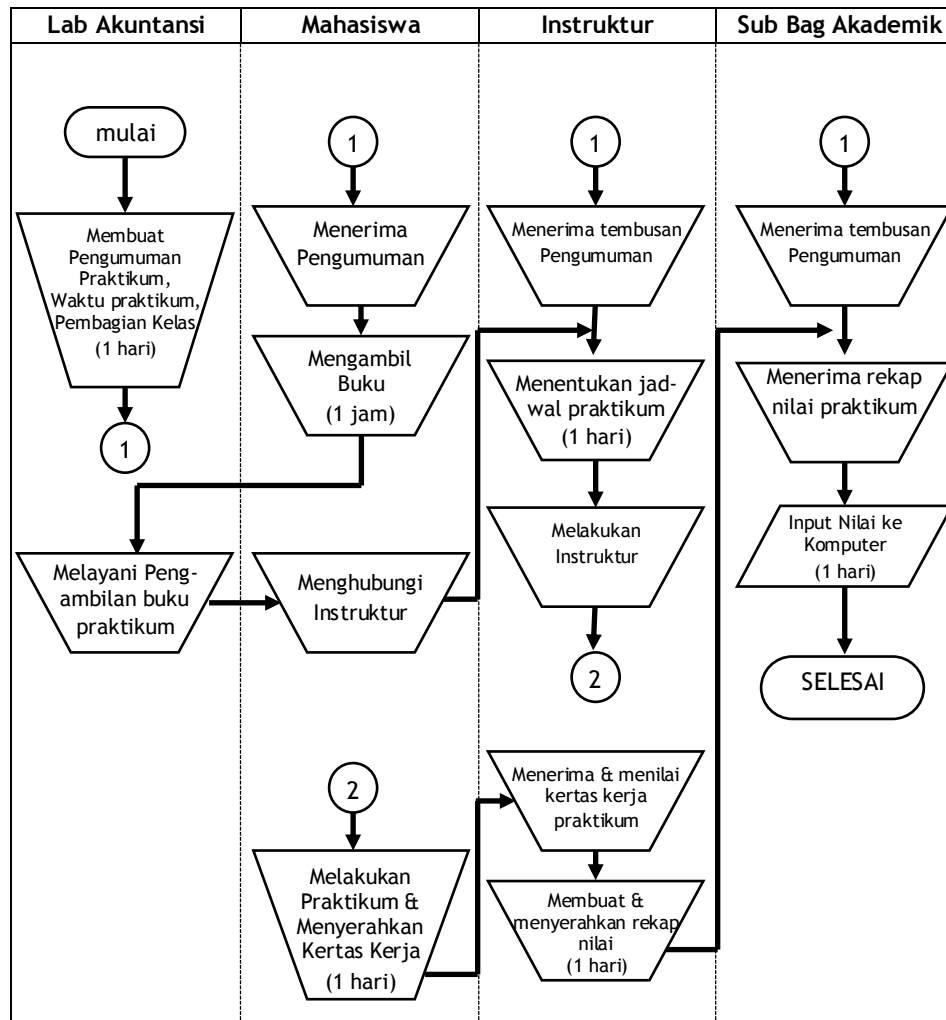 Lab Akuntansi
Mahasiswa
Instruktur
Sub Bag Akademik
mulai
Membuat
Pengumuman
Praktikum,
Waktu praktikum,
Pembagian Kelas
(1 hari)
1
Melayani Peng-
ambilan buku
praktikum
1
Menerima
Pengumuman
Mengambil
Buku
(1 jam)
Menghubungi
Instruktur
2
Melakukan
Praktikum &
Menyerahkan
Kertas Kerja
(1 hari)
1
Menerima tembusan
Pengumuman
Menentukan jad-
wal praktikum
(1 hari)
Melakukan
Instruktur
2
Menerima & menilai
kertas kerja
praktikum
Membuat &
menyerahkan rekap
nilai
(1 hari)
1
Menerima tembusan
Pengumuman
Menerima rekap
nilai praktikum
Input Nilai ke
Komputer
(1 hari)
SELESAI